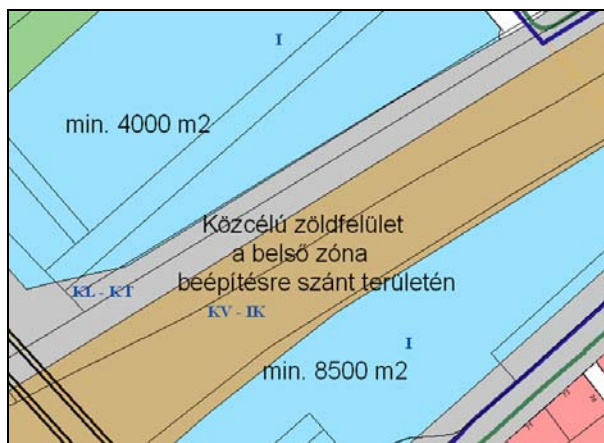 I
min. 4000 m2
Közcélú zöldfelület
a belső zóna
beépítésre szánt területén
KL - KT
KV - IK
I
min. 8500 m2